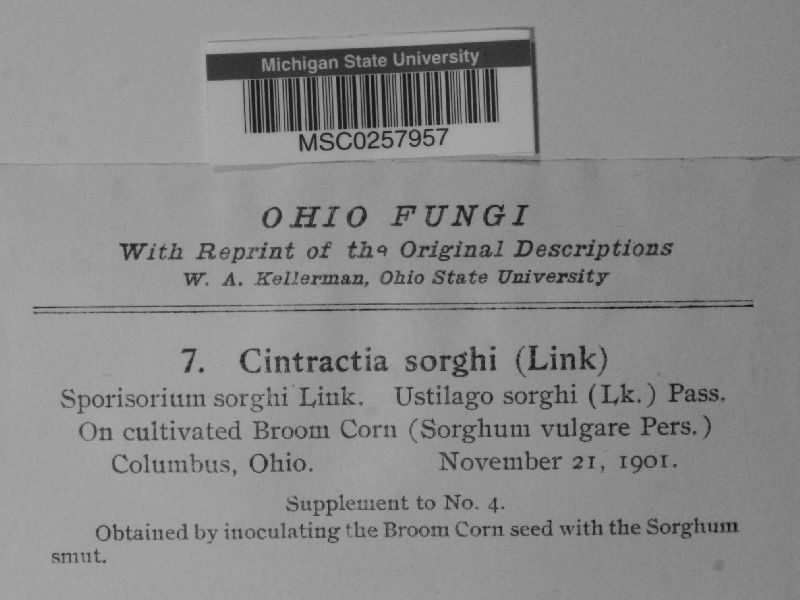 Michigan State University
MSC0257957
OHIO FUNGI
With Reprint of the Original Descriptions
W. A. Kellerman, Ohio State University
7. Cintractia sorghi (Link)
Sporisorium sorghi Link. Ustilago sorghi (Lk.) Pass.
On cultivated Broom Corn (Sorghum vulgare Pers.)
Columbus, Ohio. November 21, 1901.
Supplement to No. 4.
Obtained by inoculating the Broom Corn seed with the Sorghum
smut.